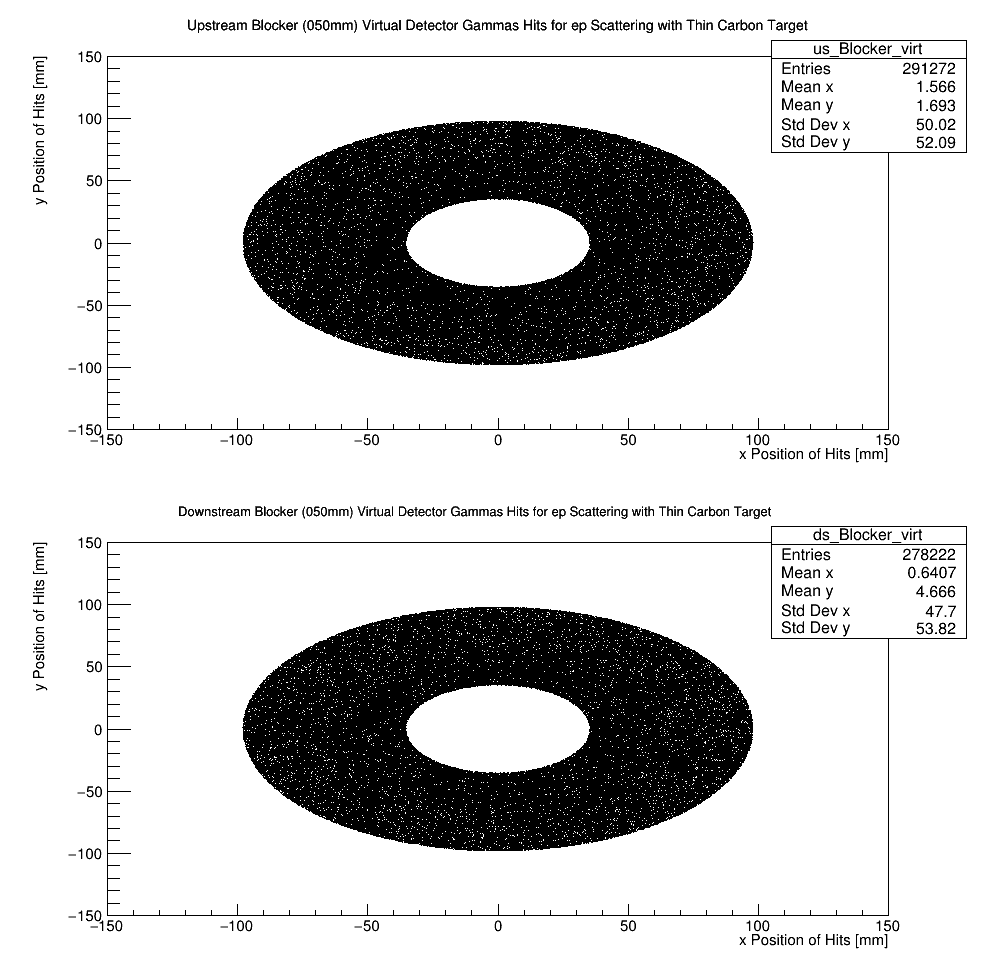 Upstream Blocker (050mm) Virtual Detector Gammas Hits for ep Scattering with Thin Carbon Target
us_Blocker_virt
Entries 291272
Mean x 1.566
Mean y 1.693
Std Dev x 50.02
Std Dev y 52.09
y Position of Hits [mm]
150
100
50
0
−50
−100
−150
−150 −100 −50 0 50 100 150
x Position of Hits [mm]
Downstream Blocker (050mm) Virtual Detector Gammas Hits for ep Scattering with Thin Carbon Target
ds_Blocker_virt
Entries 278222
Mean x 0.6407
Mean y 4.666
Std Dev x 47.7
Std Dev y 53.82
y Position of Hits [mm]
150
100
50
0
−50
−100
−150
−150 −100 −50 0 50 100 150
x Position of Hits [mm]